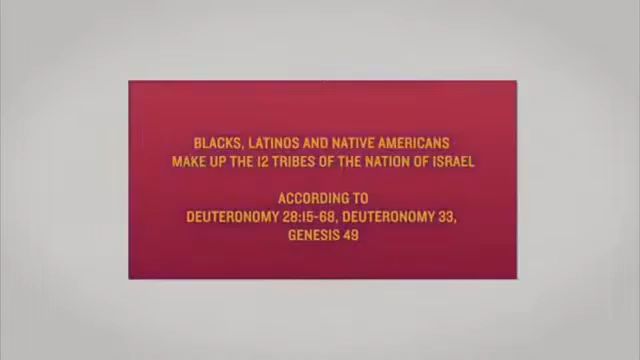 BLACKS, LATINOS AND NATIVE AMERICANS
MAKE UP THE 12 TRIBES OF THE NATION OF ISRAEL
ACCORDING TO
DEUTERONOMY 28:15-68, DEUTERONOMY 33,
GENESIS 49